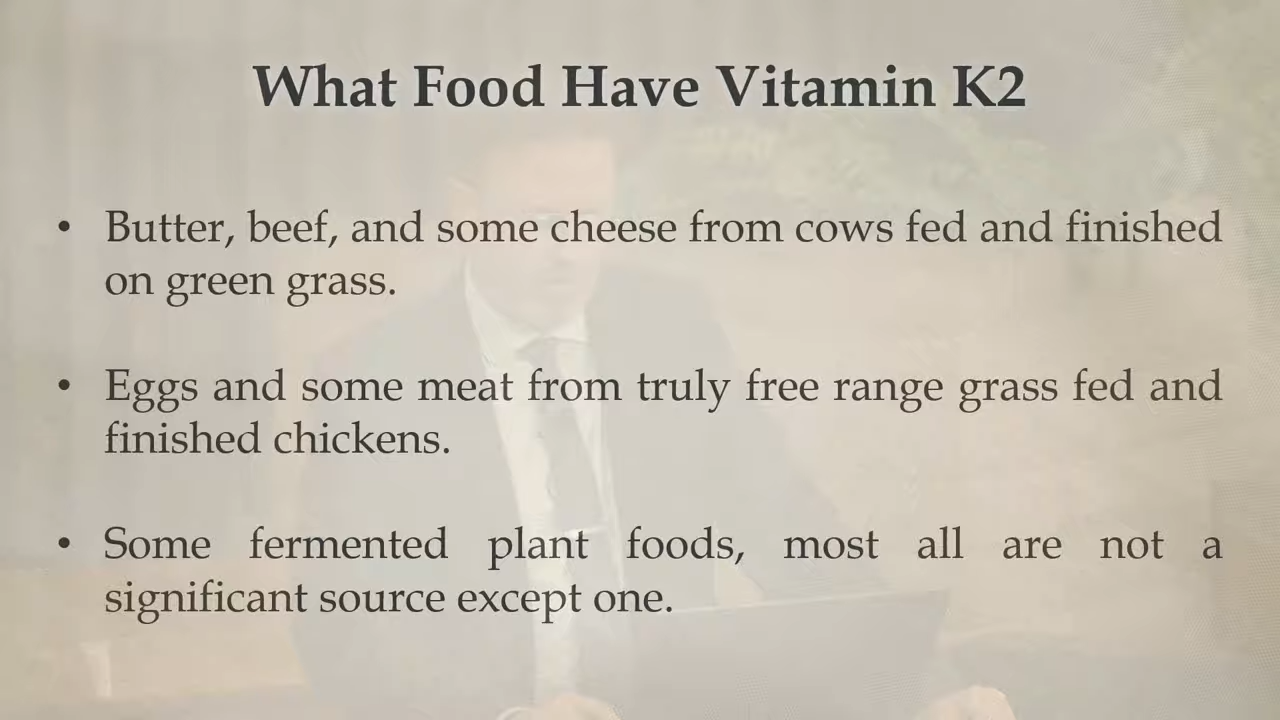 What Food Have Vitamin K2
• Butter, beef, and some cheese from cows fed and finished
on green grass.
• Eggs and some meat from truly free range grass fed and
finished chickens.
• Some fermented plant foods, most all are not a
significant source except one.